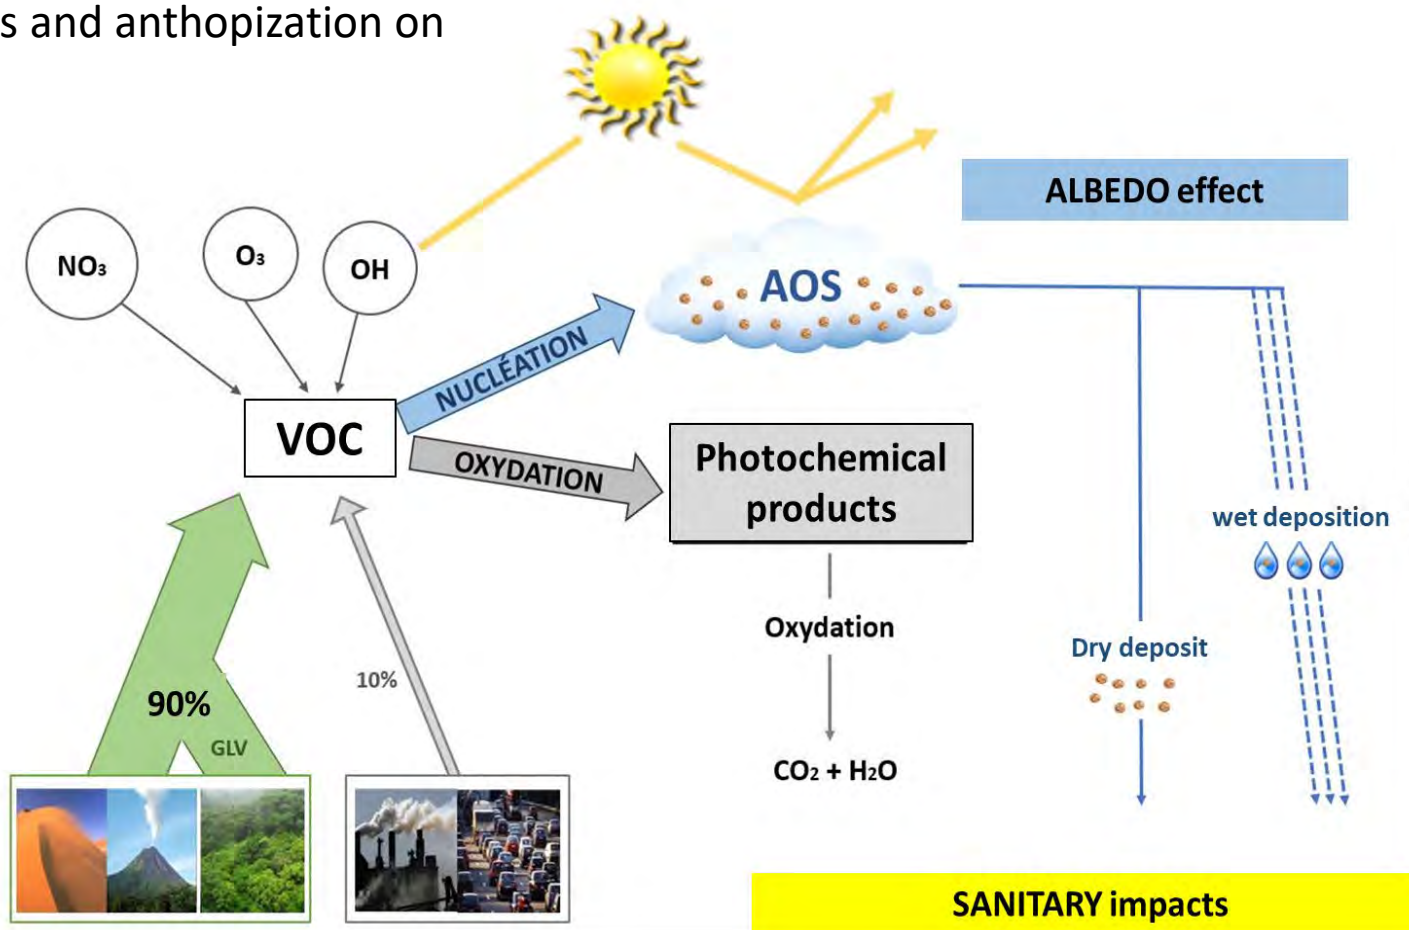 s and anthopization on
ALBEDO effect
NO3
O3
OH
AOS
NUCLÉATION
VOC
OXYDATION
Photochemical
products
wet deposition
Oxydation
Dry deposit
10%
90%
GLV
CO2 + H2O
SANITARY impacts